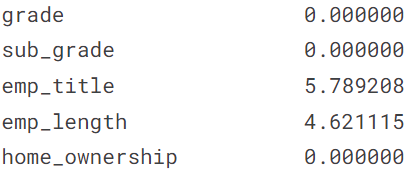 grade 0.000000
sub_grade 0.000000
emp_title 5.789208
emp_length 4.621115
home_ownership 0.000000